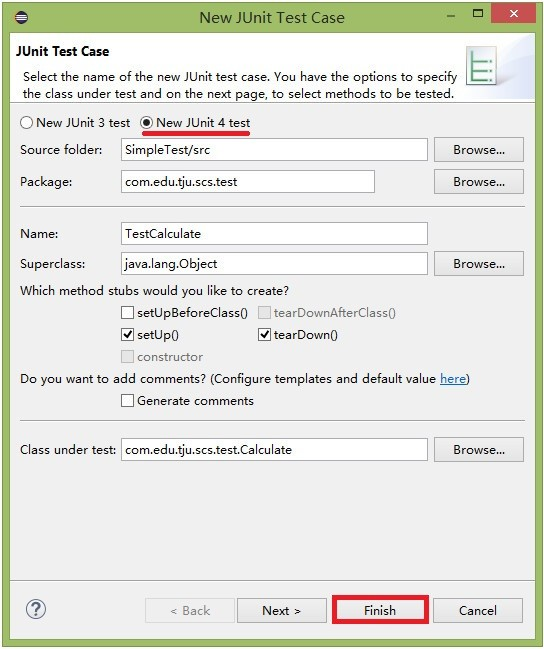 New JUnit Test Case
JUnit Test Case
Select the name of the new JUnit test case. You have the options to specify
the class under test and on the next page, to select methods to be tested.
New JUnit 3 test New JUnit 4 test
Source folder: SimpleTest/src Browse...
Package: com.edu.tju.scs.test Browse...
Name: TestCalculate
Superclass: java.lang.Object Browse...
Which method stubs would you like to create?
setUpBeforeClass() tearDownAfterClass()
setUp() tearDown()
constructor
Do you want to add comments? (Configure templates and default value here)
Generate comments
Class under test: com.edu.tju.scs.test.Calculate Browse...
? < Back Next > Finish Cancel